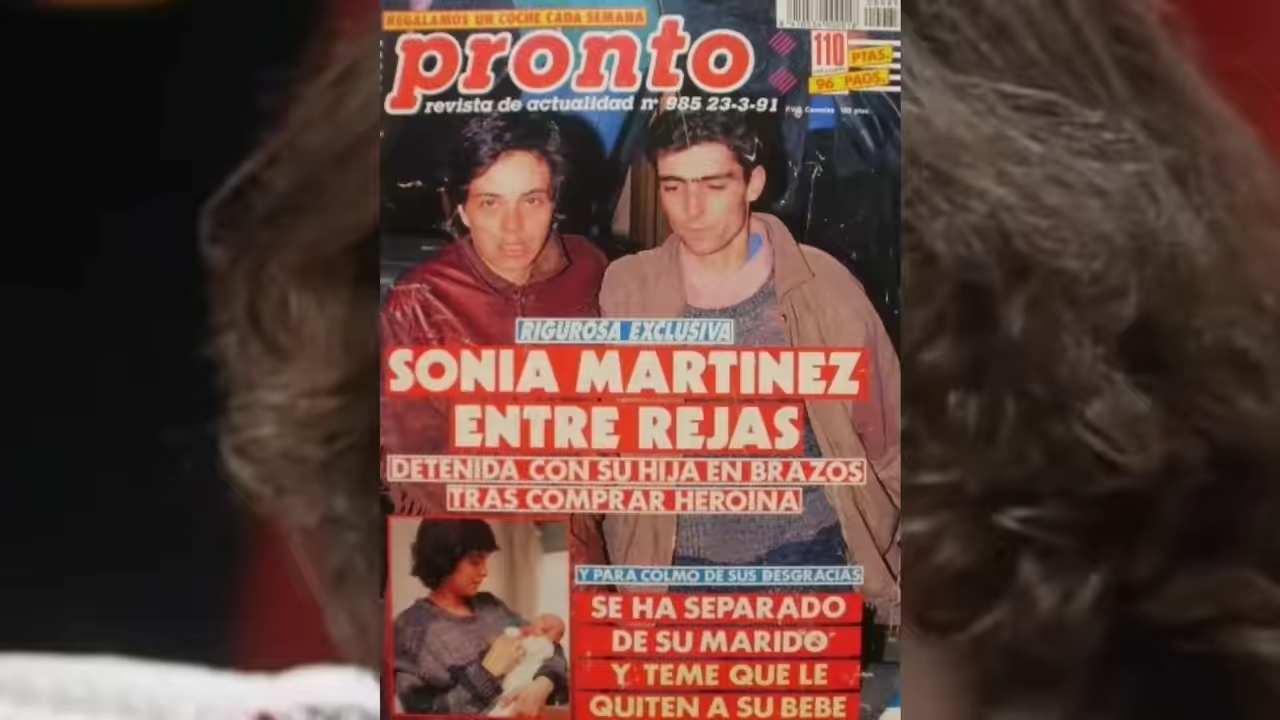 REGALAMOS UN COCHE CADA SEMANA
pronto
110
PTAS.
96 PAGS.
revista de actualidad nº 985 23-3-91
RIGUROSA EXCLUSIVA
SONIA MARTINEZ
ENTRE REJAS
DETENIDA CON SU HIJA EN BRAZOS
TRAS COMPRAR HEROINA
Y PARA COLMO DE SUS DESGRACIAS
SE HA SEPARADO
DE SU MARIDO
Y TEME QUE LE
QUITEN A SU BEBE